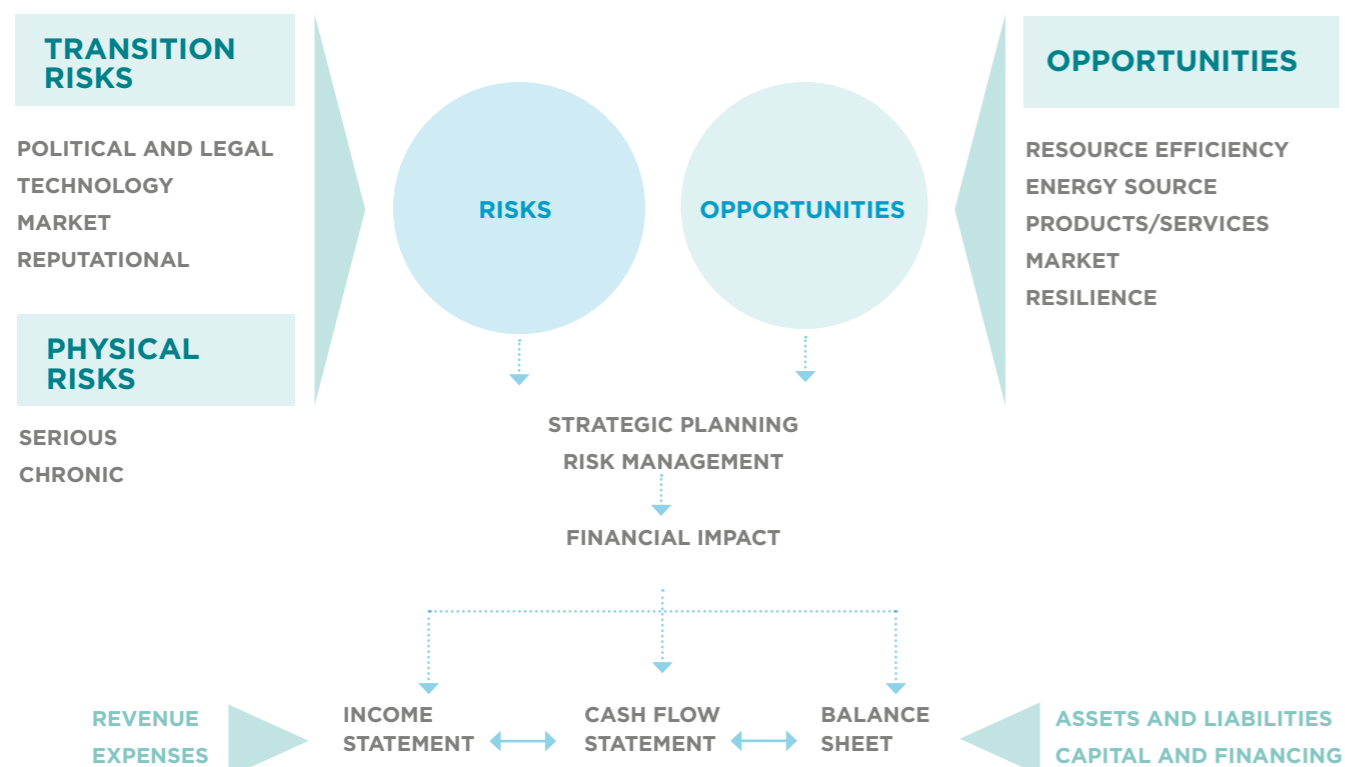 TRANSITION
RISKS
POLITICAL AND LEGAL
TECHNOLOGY
MARKET
REPUTATIONAL
PHYSICAL
RISKS
SERIOUS
CHRONIC
RISKS
OPPORTUNITIES
OPPORTUNITIES
RESOURCE EFFICIENCY
ENERGY SOURCE
PRODUCTS/SERVICES
MARKET
RESILIENCE
STRATEGIC PLANNING
RISK MANAGEMENT
FINANCIAL IMPACT
REVENUE
EXPENSES
INCOME
STATEMENT
CASH FLOW
STATEMENT
BALANCE
SHEET
ASSETS AND LIABILITIES
CAPITAL AND FINANCING